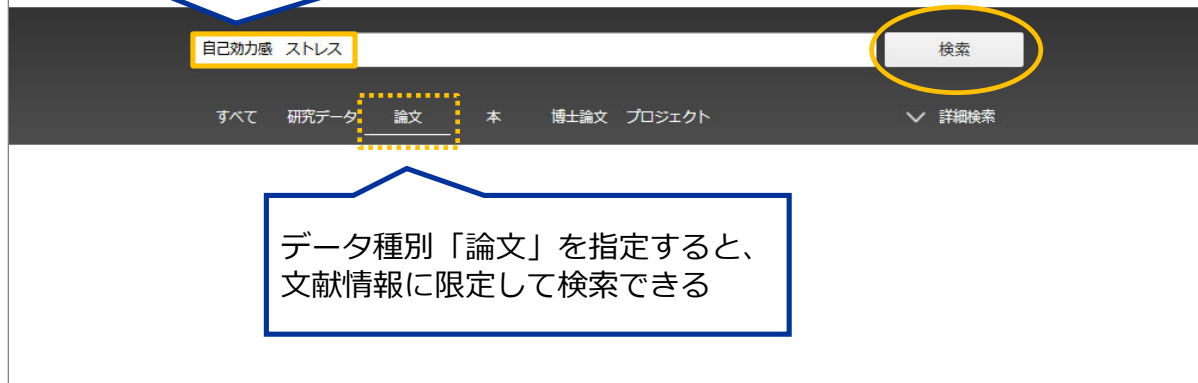 自己効力感 ストレス
検索
すべて 研究データ 論文 本 博士論文 プロジェクト 詳細検索
データ種別「論文」を指定すると、
文献情報に限定して検索できる